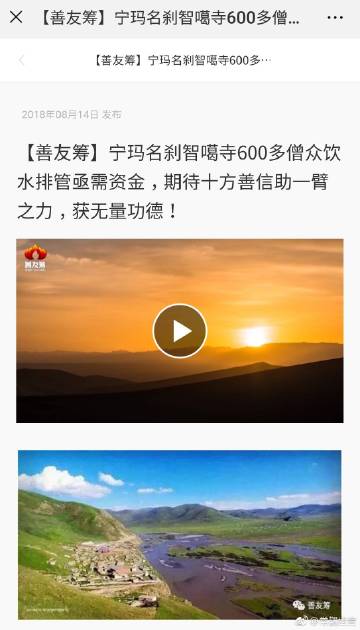 【善友筹】宁玛名刹智噶寺600多僧...
【善友筹】宁玛名刹智噶寺600多···
2018年08月14日 发布
【善友筹】宁玛名刹智噶寺600多僧众饮
水排管亟需资金，期待十方善信助一臂
之力，获无量功德！
善友筹
善友筹